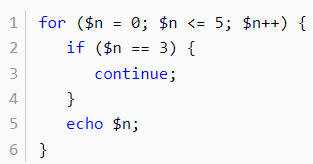 1 for ($n = 0; $n <= 5; $n++) {
2    if ($n == 3) {
3       continue;
4    }
5    echo $n;
6 }